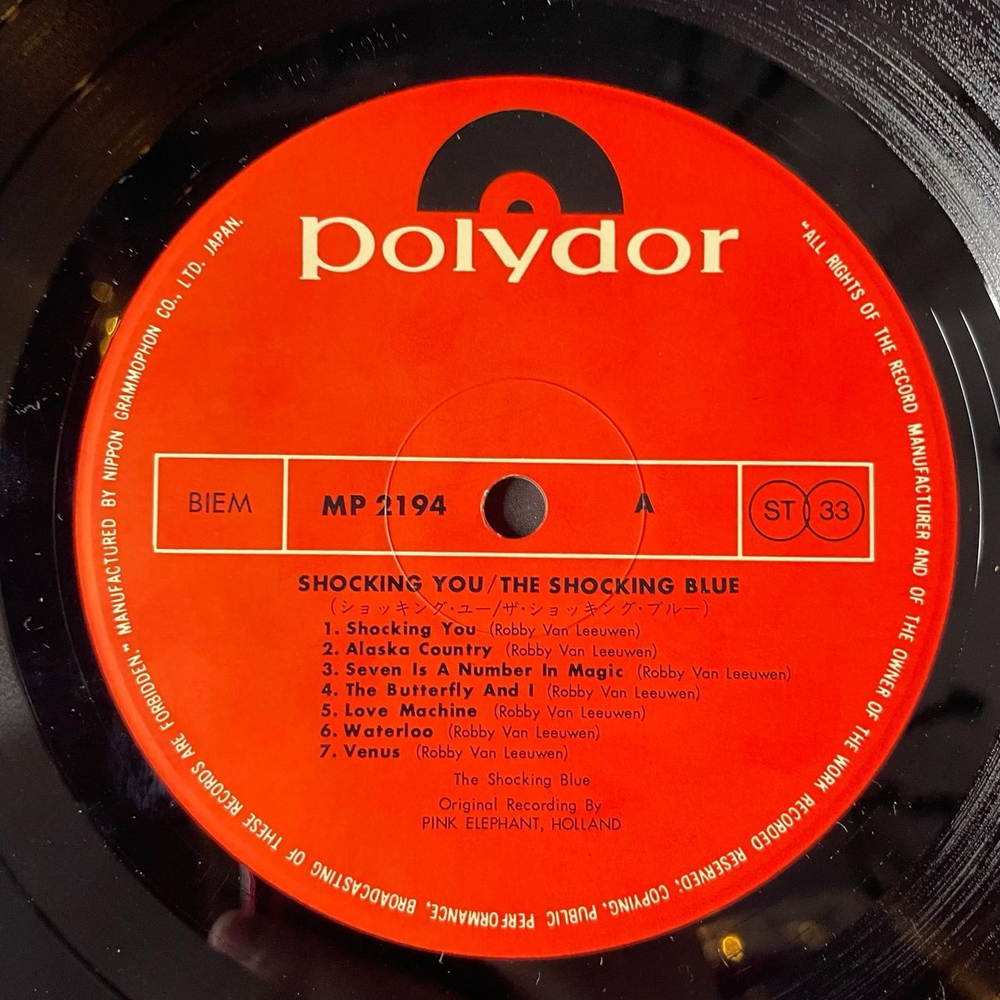 polydor
"ALL RIGHTS OF THE RECORD MANUFACTURER AND OF THE OWNER OF THE WORK RECORDED RESERVED; COPYING, PUBLIC PERFORMANCE, BROADCASTING OF THESE RECORDS ARE FORBIDDEN." MANUFACTURED BY NIPPON GRAMMOPHON CO., LTD. JAPAN.
BIEM MP 2194 A ST 33
SHOCKING YOU/THE SHOCKING BLUE
(ショッキング・ユー/ザ・ショッキング・ブルー)
1. Shocking You (Robby Van Leeuwen)
2. Alaska Country (Robby Van Leeuwen)
3. Seven Is A Number In Magic (Robby Van Leeuwen)
4. The Butterfly And I (Robby Van Leeuwen)
5. Love Machine (Robby Van Leeuwen)
6. Waterloo (Robby Van Leeuwen)
7. Venus (Robby Van Leeuwen)
The Shocking Blue
Original Recording By
PINK ELEPHANT, HOLLAND